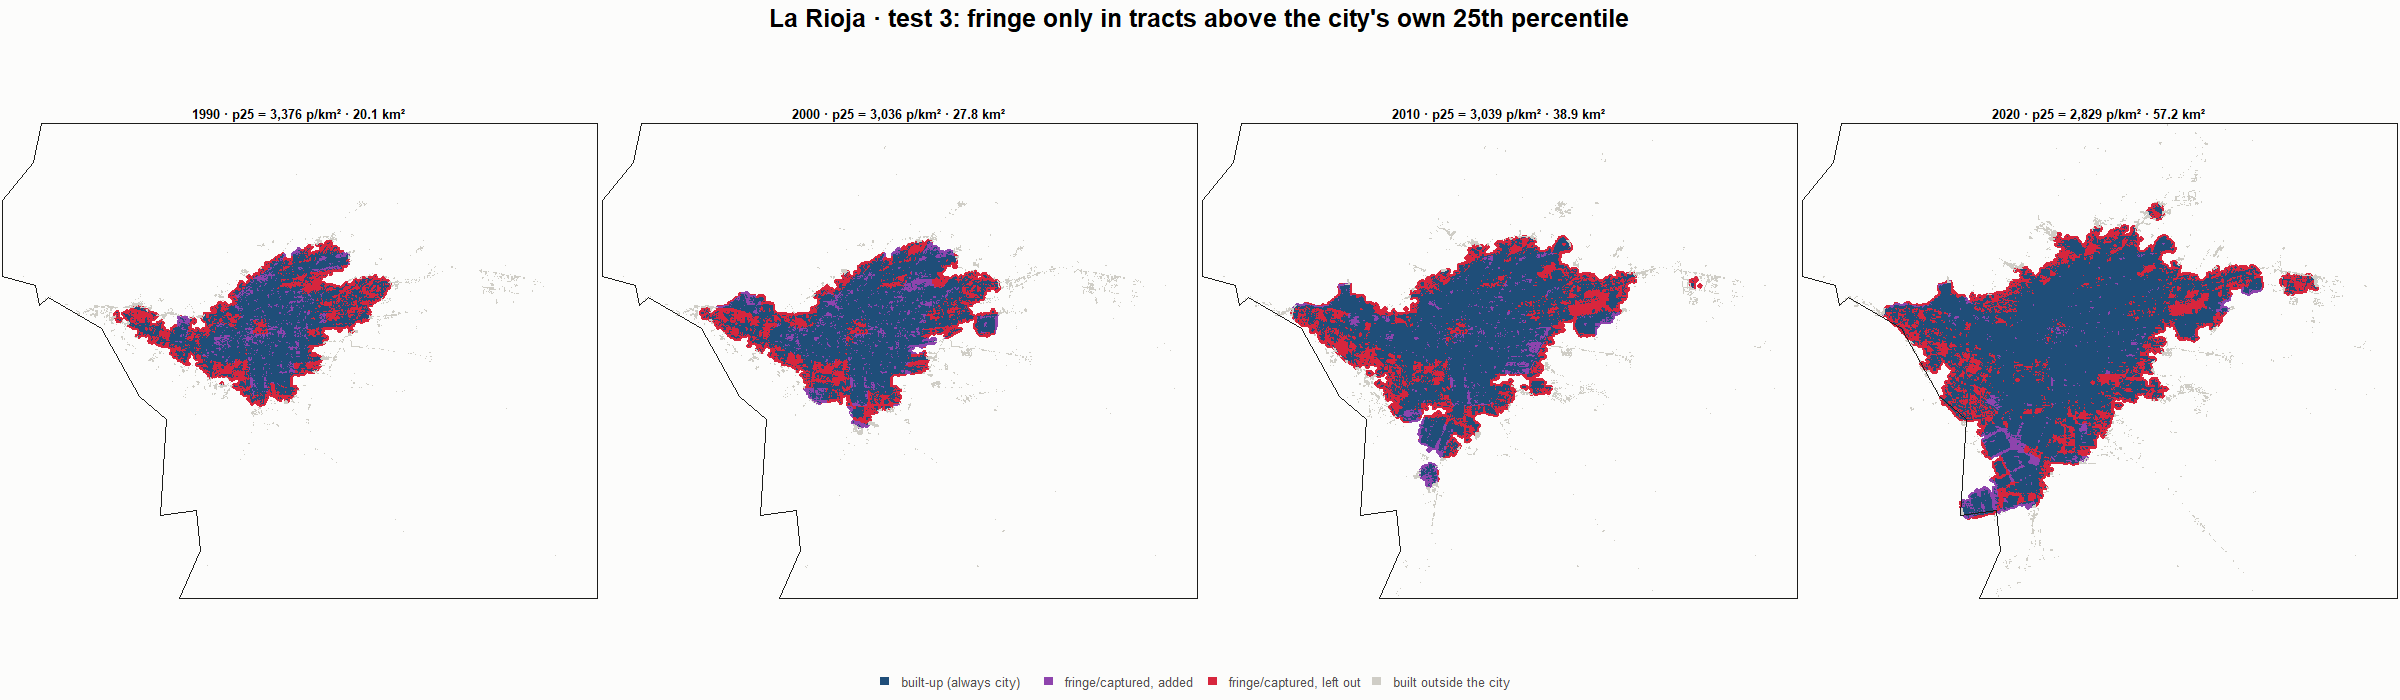 La Rioja · test 3: fringe only in tracts above the city's own 25th percentile
1990 · p25 = 3,376 p/km² · 20.1 km²
2000 · p25 = 3,036 p/km² · 27.8 km²
2010 · p25 = 3,039 p/km² · 38.9 km²
2020 · p25 = 2,829 p/km² · 57.2 km²
built-up (always city)
fringe/captured, added
fringe/captured, left out
built outside the city